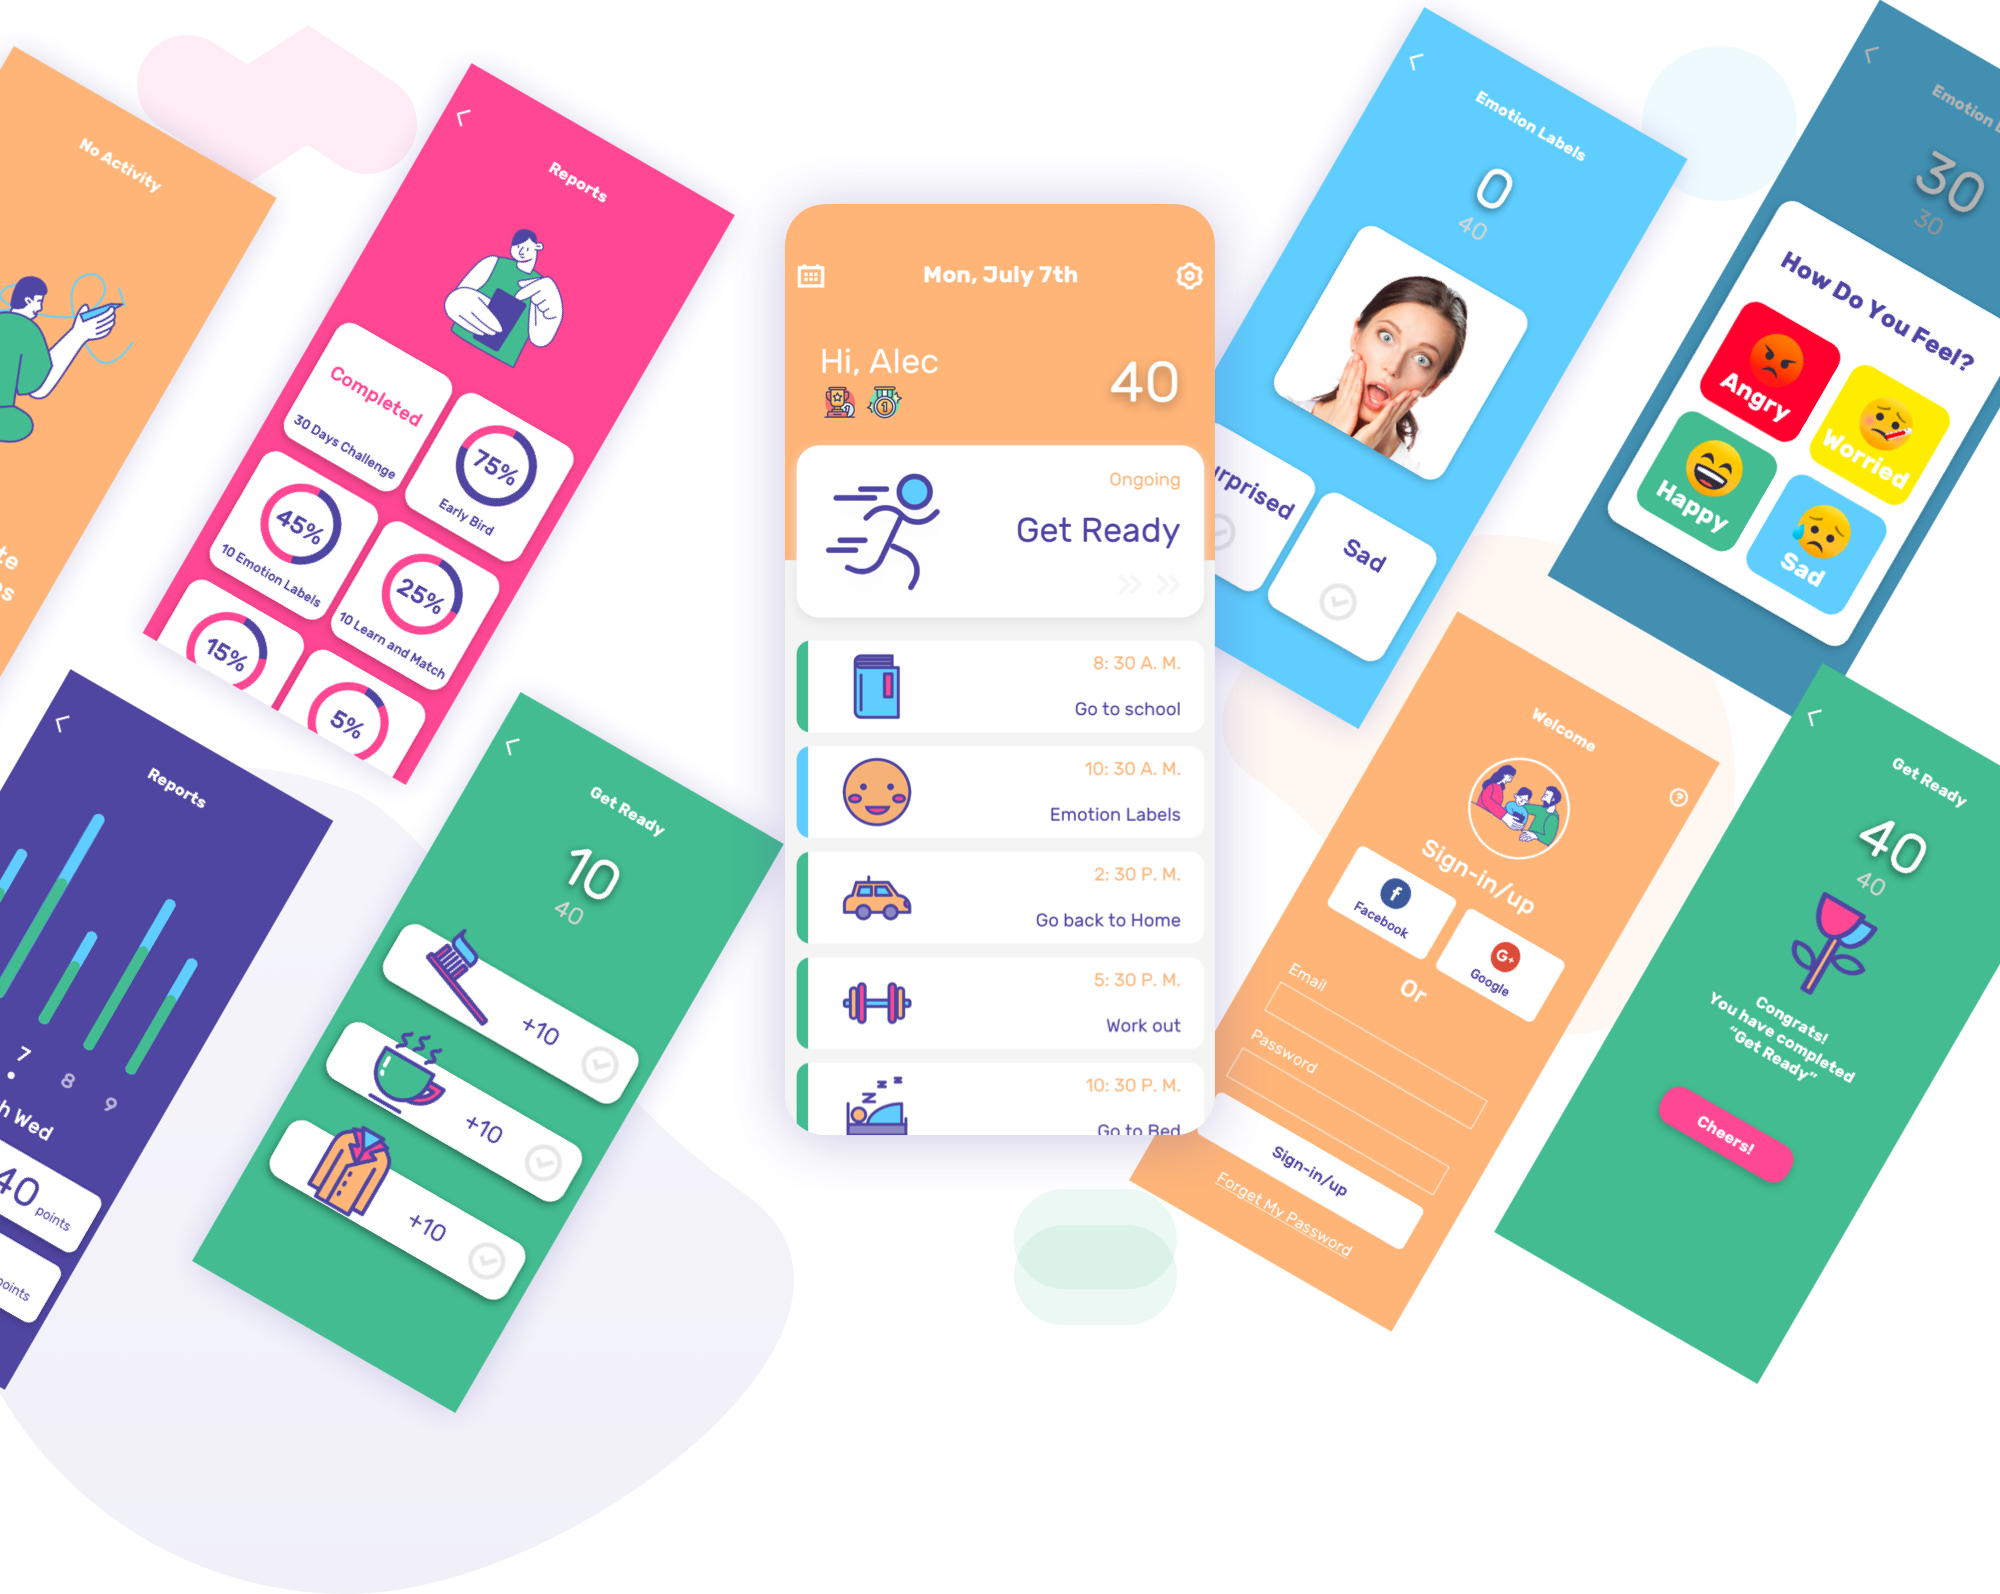 No Activity
te
s
Reports
Completed
30 Days Challenge
75%
Early Bird
45%
10 Emotion Labels
25%
10 Learn and Match
15%
5%
Reports
7
8
9
h Wed
40 points
points
Get Ready
10
40
+10
+10
+10
Mon, July 7th
Hi, Alec
40
1
Ongoing
Get Ready
8: 30 A. M.
Go to school
10: 30 A. M.
Emotion Labels
2: 30 P. M.
Go back to Home
5: 30 P. M.
Work out
10: 30 P. M.
Go to Bed
Emotion Labels
0
40
urprised
Sad
Emotion
30
30
How Do You Feel?
Angry
Worried
Happy
Sad
Welcome
?
Sign-in/up
f
Facebook
G+
Google
Or
Email
Password
Sign-in/up
Forget My Password
Get Ready
40
40
Congrats!
You have completed
“Get Ready”
Cheers!